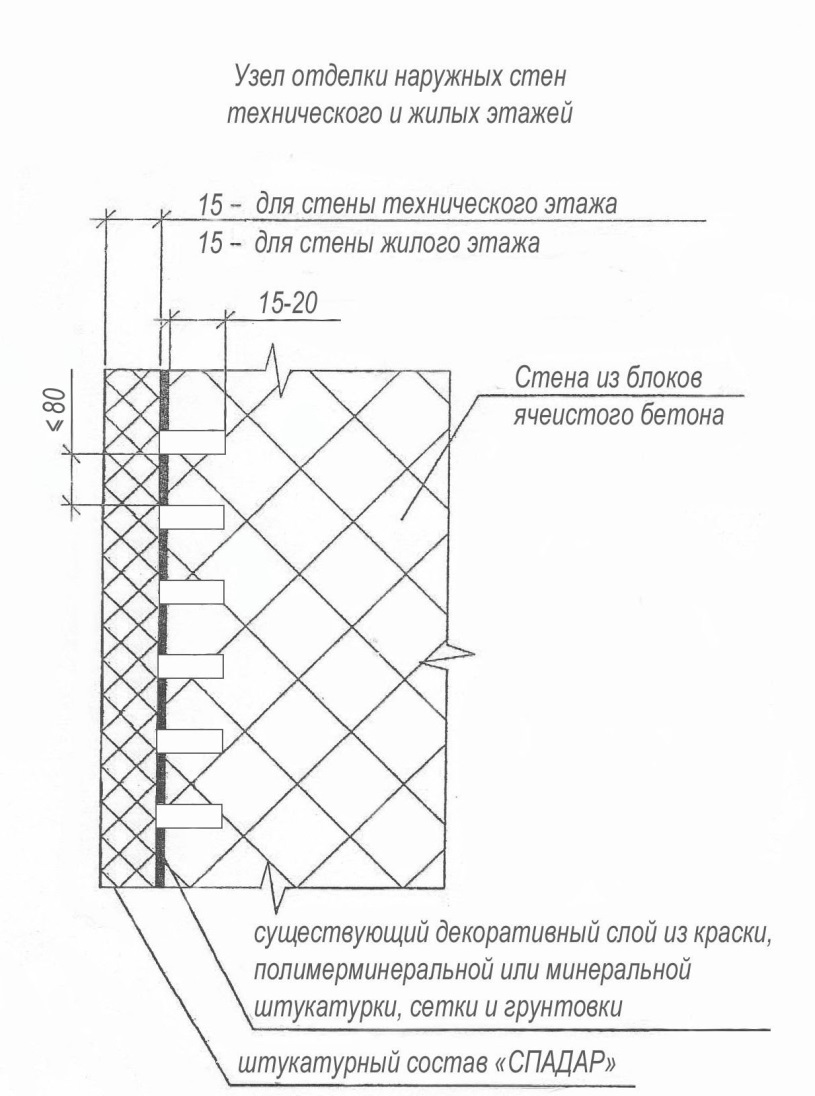 Узел отделки наружных стен
технического и жилых этажей
15 – для стены технического этажа
15 – для стены жилого этажа
15-20
≤ 80
Стена из блоков
ячеистого бетона
существующий декоративный слой из краски,
полимерминеральной или минеральной
штукатурки, сетки и грунтовки
штукатурный состав «СПАДАР»